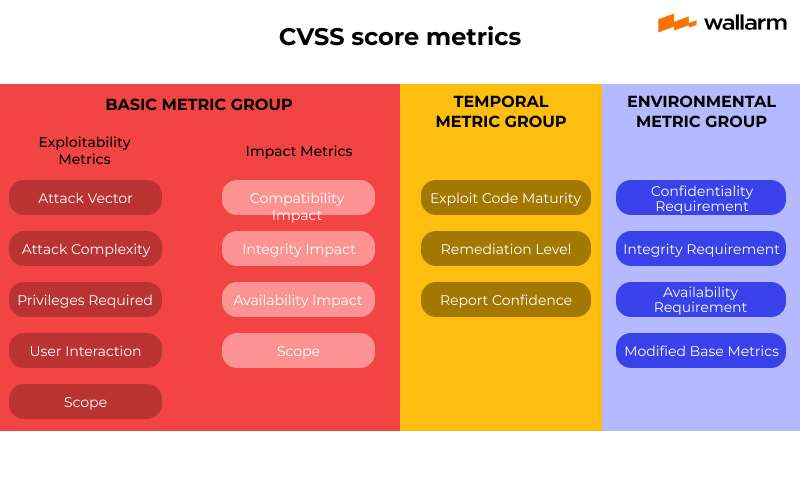 CVSS score metrics
wallarm
BASIC METRIC GROUP
Exploitability
Metrics
Attack Vector
Attack Complexity
Privileges Required
User Interaction
Scope
Impact Metrics
Compatibility
Impact
Integrity Impact
Availability Impact
Scope
TEMPORAL
METRIC GROUP
Exploit Code Maturity
Remediation Level
Report Confidence
ENVIRONMENTAL
METRIC GROUP
Confidentiality
Requirement
Integrity Requirement
Availability
Requirement
Modified Base Metrics